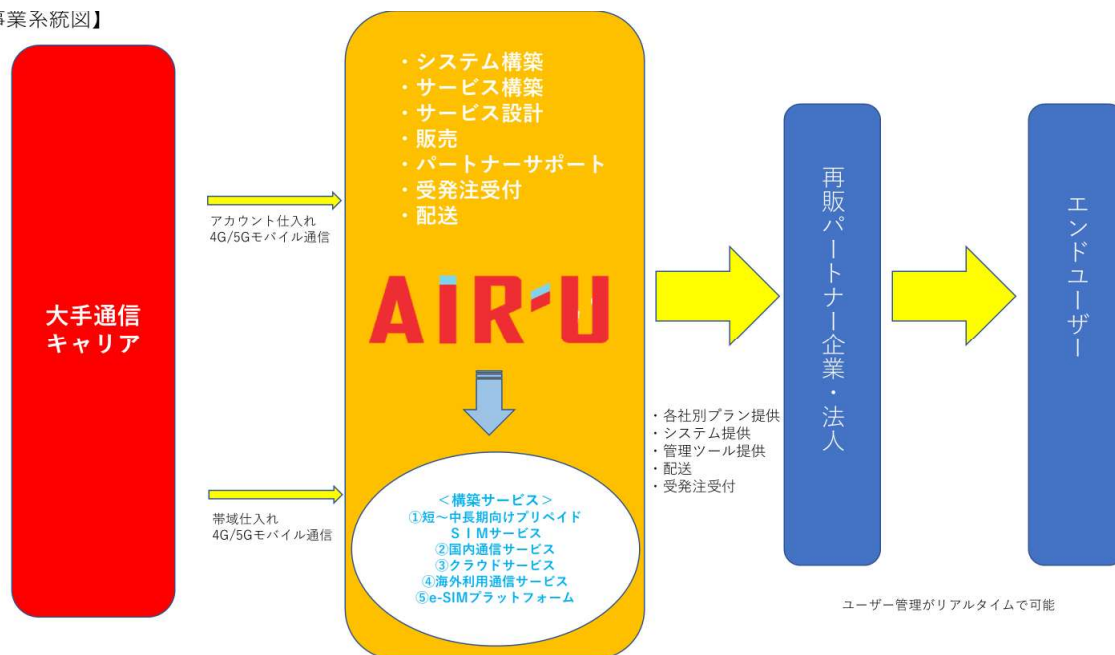 事業系統図】
大手通信
キャリア
アカウント仕入れ
4G/5Gモバイル通信
帯域仕入れ
4G/5Gモバイル通信
・システム構築
・サービス構築
・サービス設計
・販売
・パートナーサポート
・受発注受付
・配送
AiR'U
＜構築サービス＞
①短～中長期向けプリペイド
ＳＩＭサービス
②国内通信サービス
③クラウドサービス
④海外利用通信サービス
⑤e-SIMプラットフォーム
・各社別プラン提供
・システム提供
・管理ツール提供
・配送
・受発注受付
再販パートナー企業・法人
エンドユーザー
ユーザー管理がリアルタイムで可能